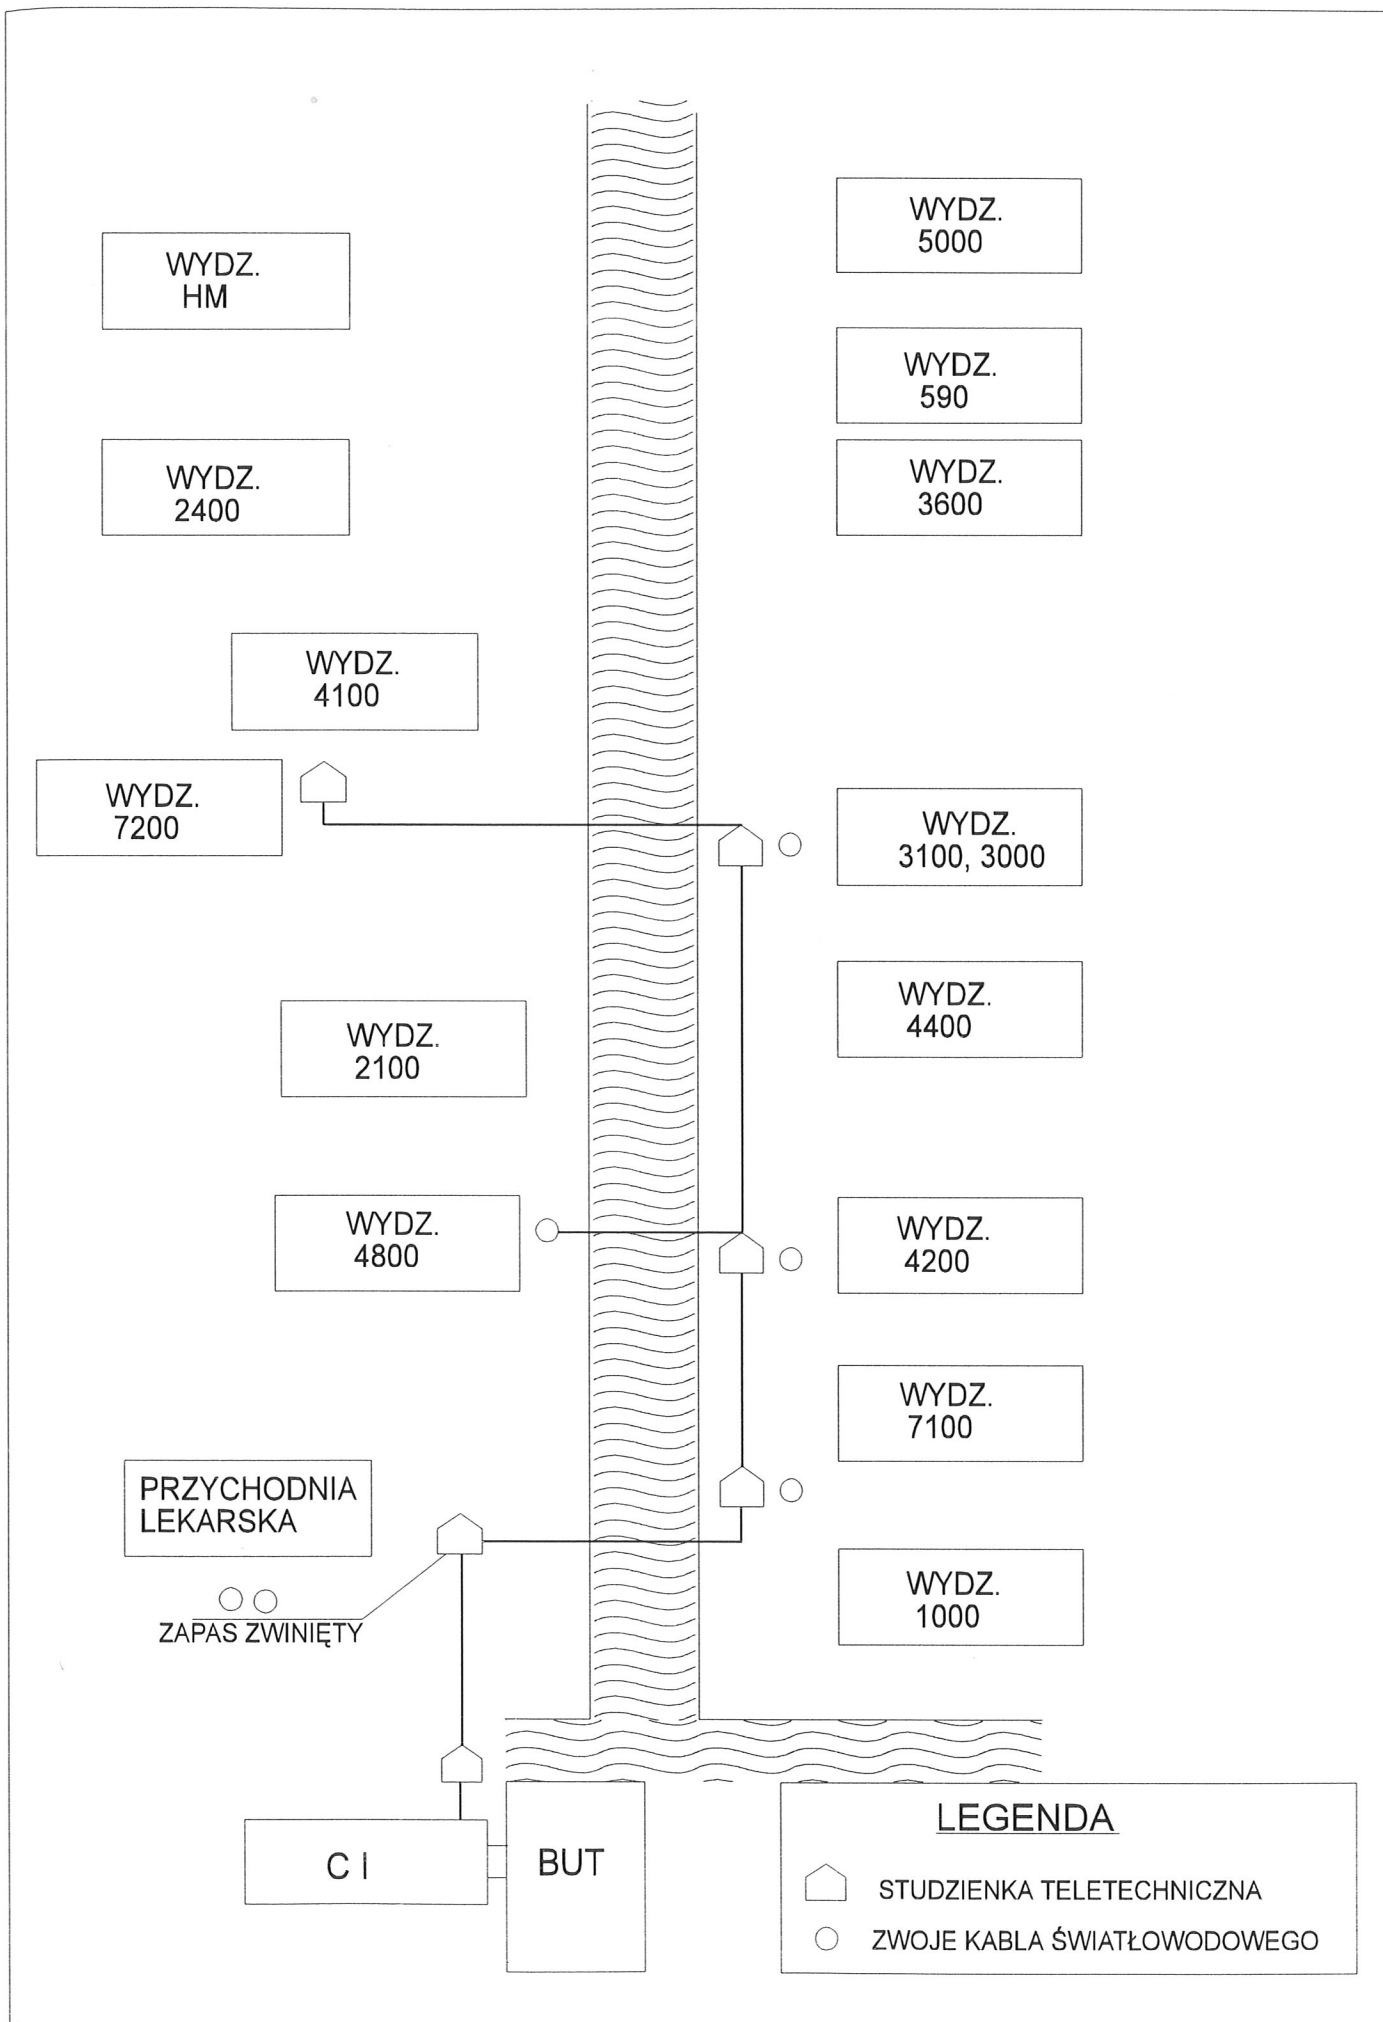 WYDZ.
5000
WYDZ.
HM
WYDZ.
590
WYDZ.
2400
WYDZ.
3600
WYDZ.
4100
WYDZ.
7200
WYDZ.
3100, 3000
WYDZ.
4400
WYDZ.
2100
WYDZ.
4800
WYDZ.
4200
WYDZ.
7100
PRZYCHODNIA
LEKARSKA
WYDZ.
1000
ZAPAS ZWINIĘTY
C I
BUT
LEGENDA
STUDZIENKA TELETECHNICZNA
ZWOJE KABLA ŚWIATŁOWODOWEGO